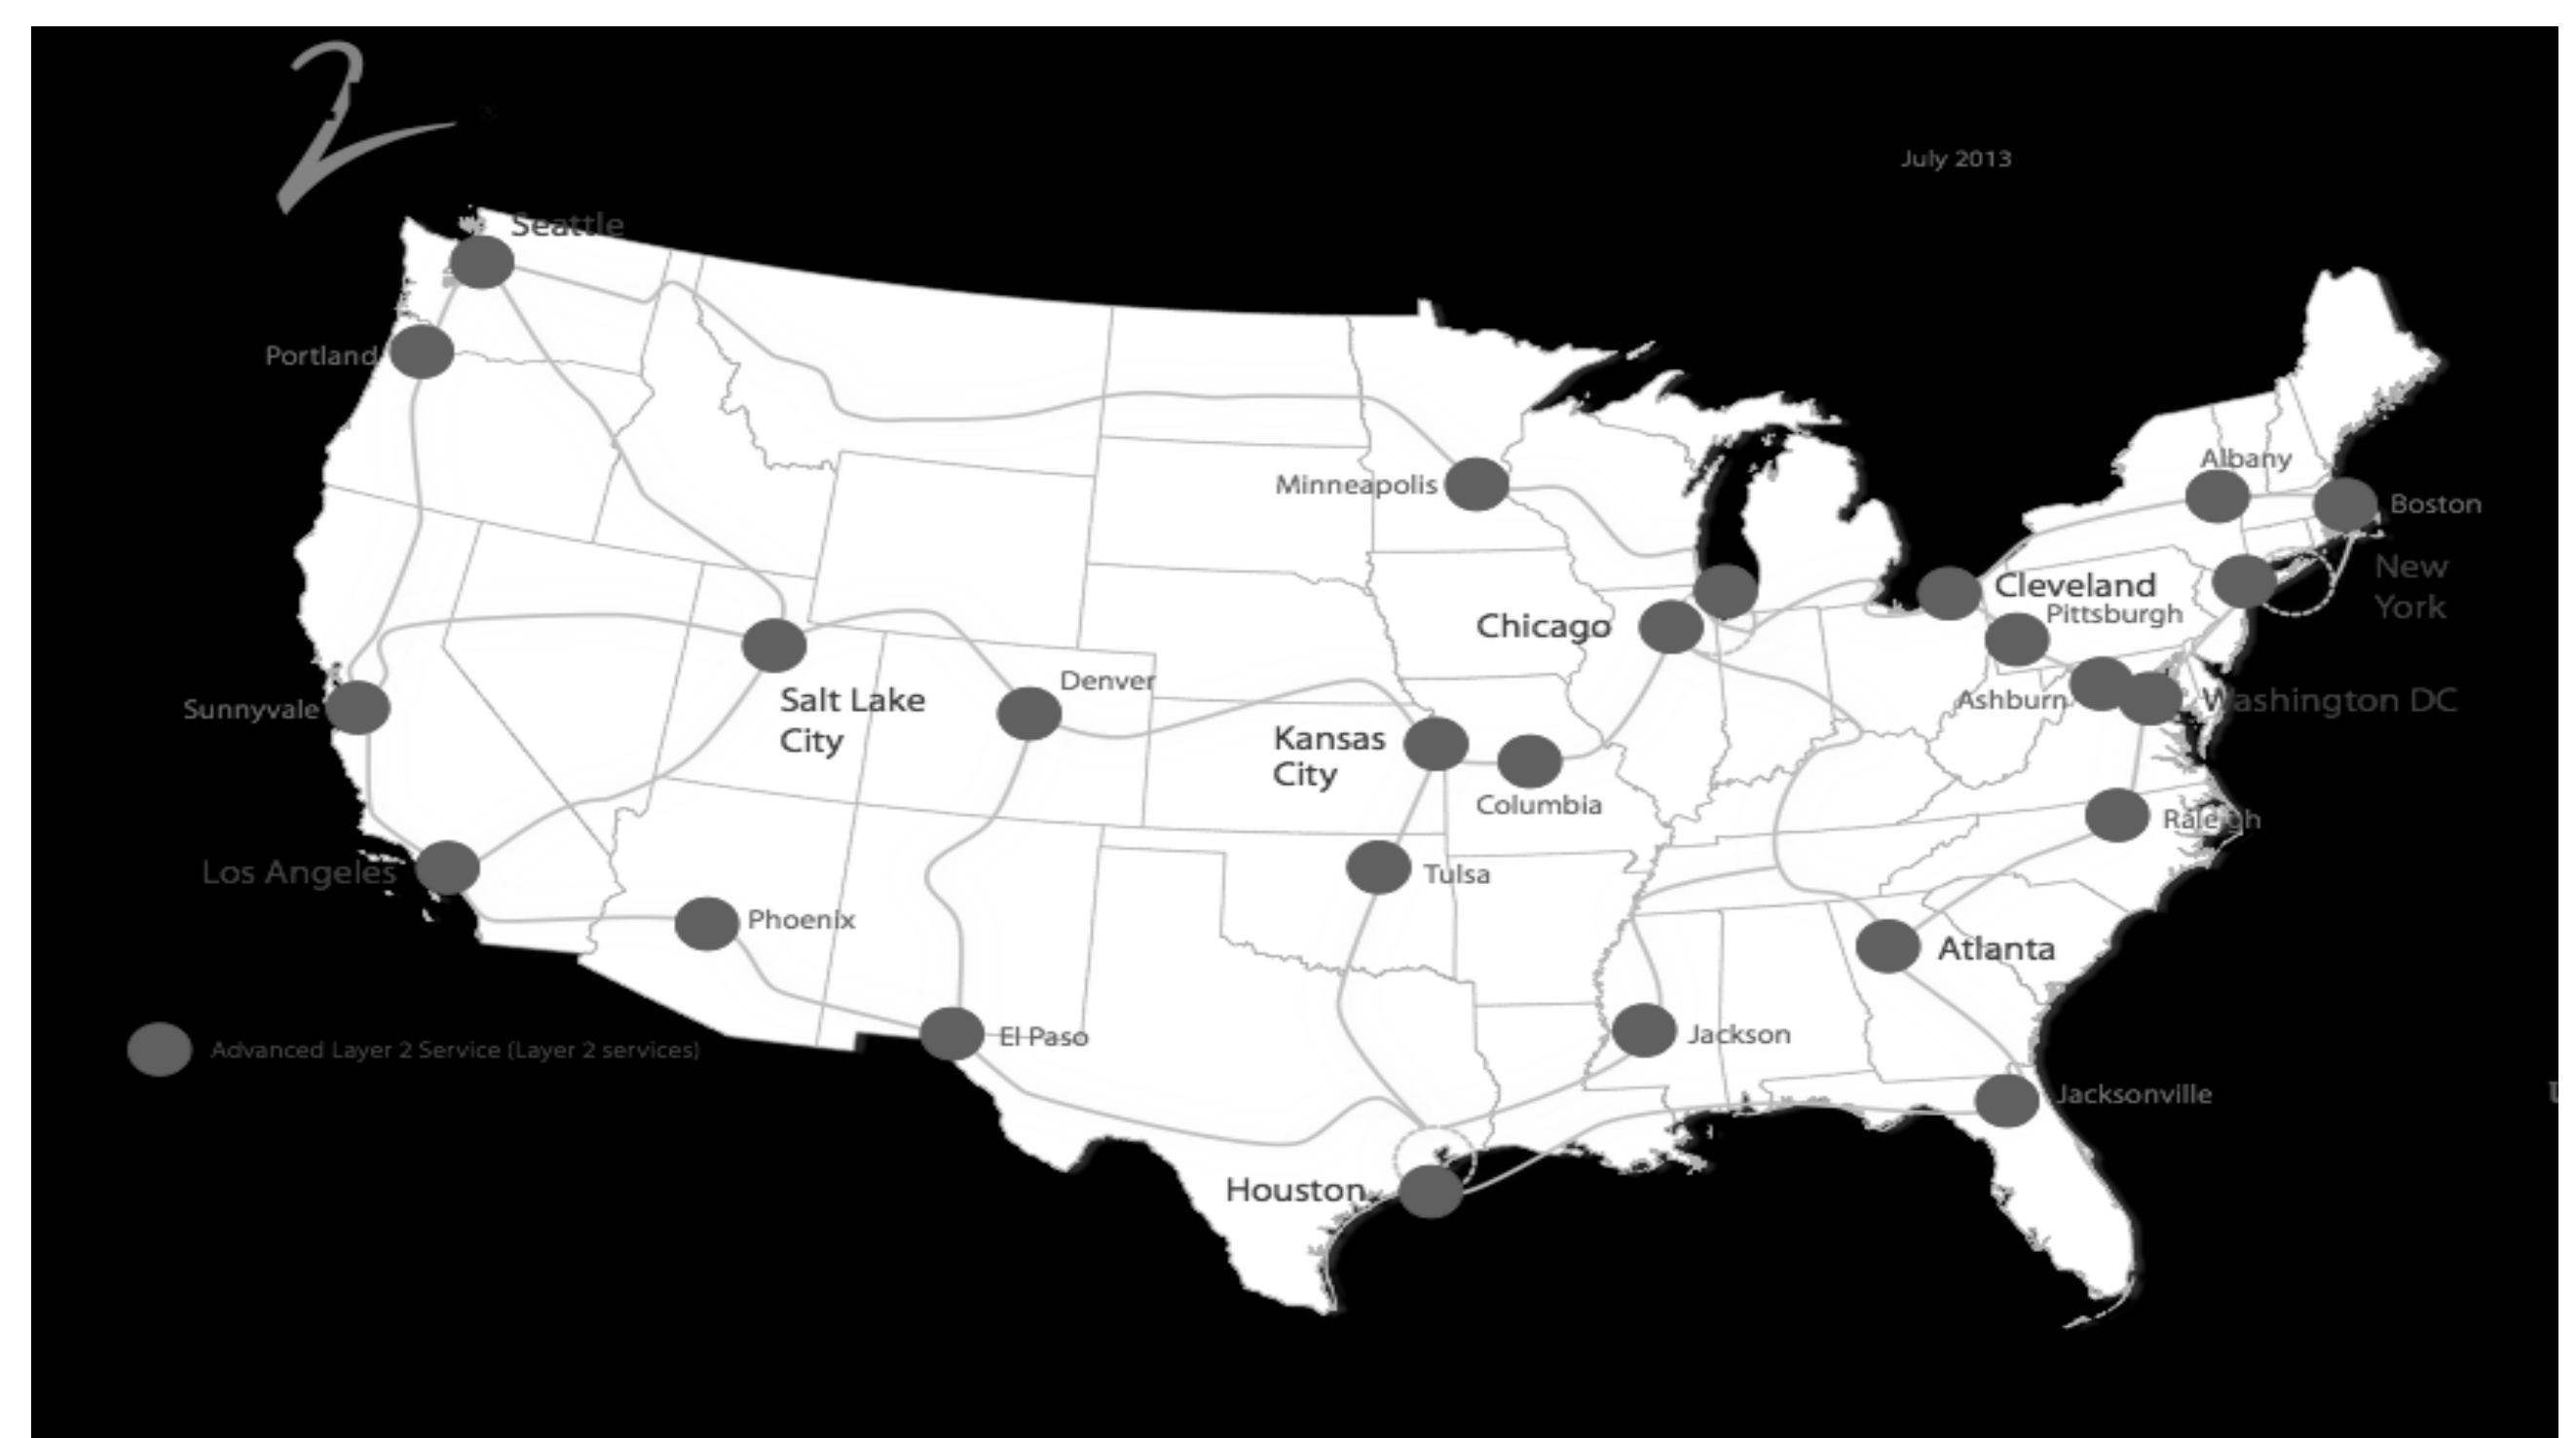 2
July 2013
Seattle
Portland
Minneapolis
Albany
Boston
New
York
Cleveland
Pittsburgh
Chicago
Salt Lake
City
Denver
Sunnyvale
Ashburn
Washington DC
Kansas
City
Columbia
Raleigh
Los Angeles
Tulsa
Phoenix
Atlanta
El Paso
Jackson
Advanced Layer 2 Service (Layer 2 services)
Jacksonville
Houston